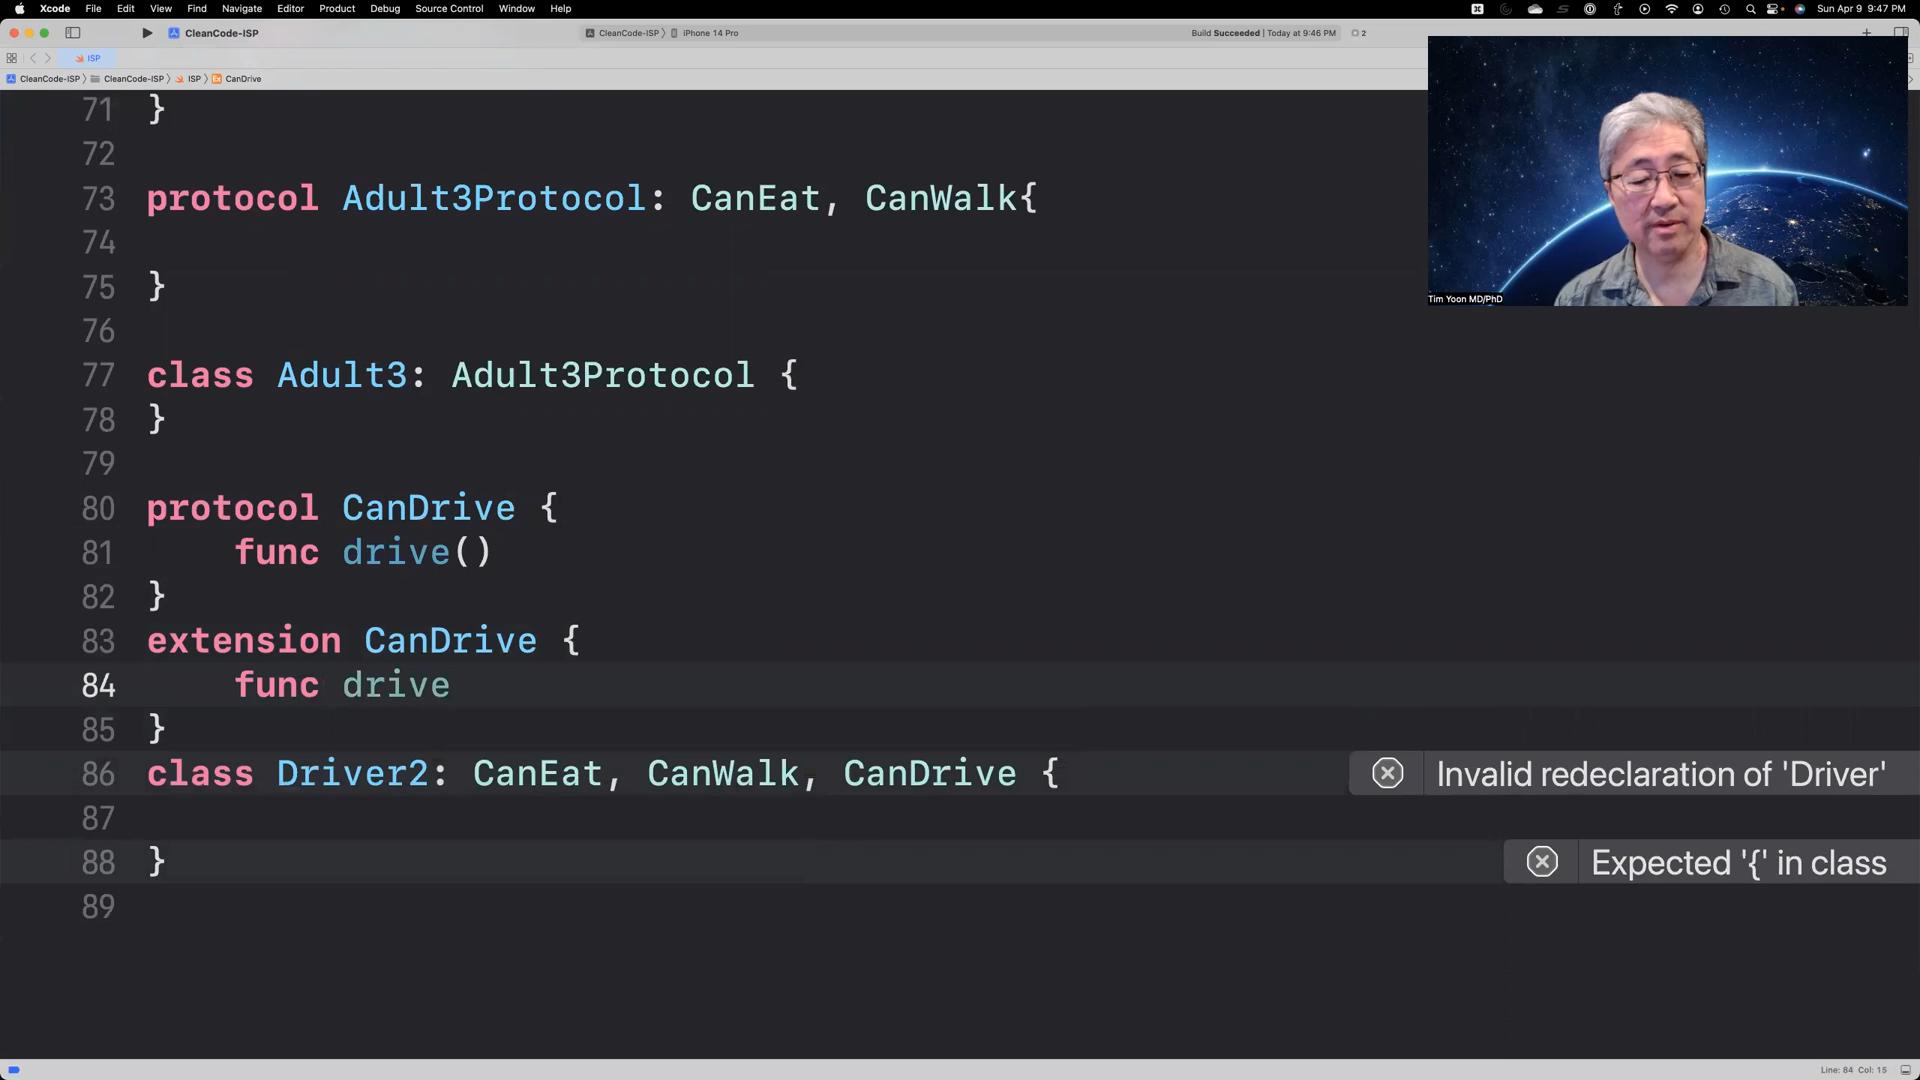 Xcode File Edit View Find Navigate Editor Product Debug Source Control Window Help Sun Apr 9 9:47 PM
CleanCode-ISP CleanCode-ISP iPhone 14 Pro Build Succeeded | Today at 9:46 PM 2
ISP
CleanCode-ISP CleanCode-ISP ISP CanDrive
71 }
72
73 protocol Adult3Protocol: CanEat, CanWalk{
74
75 }
76
77 class Adult3: Adult3Protocol {
78 }
79
80 protocol CanDrive {
81 func drive()
82 }
83 extension CanDrive {
84 func drive
85 }
86 class Driver2: CanEat, CanWalk, CanDrive { Invalid redeclaration of 'Driver'
87
88 } Expected '{' in class
89
Tim Yoon MD/PhD
Line: 84 Col: 15